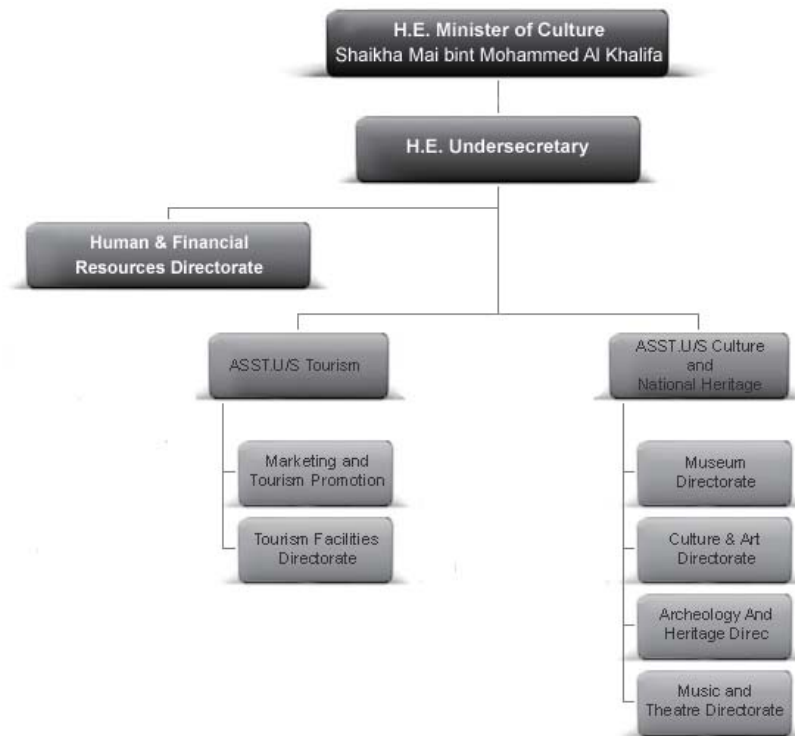 H.E. Minister of Culture
Shaikha Mai bint Mohammed Al Khalifa
H.E. Undersecretary
Human & Financial
Resources Directorate
ASST.U/S Tourism
ASST.U/S Culture
and
National Heritage
Marketing and
Tourism Promotion
Tourism Facilities
Directorate
Museum
Directorate
Culture & Art
Directorate
Archeology And
Heritage Direc
Music and
Theatre Directorate